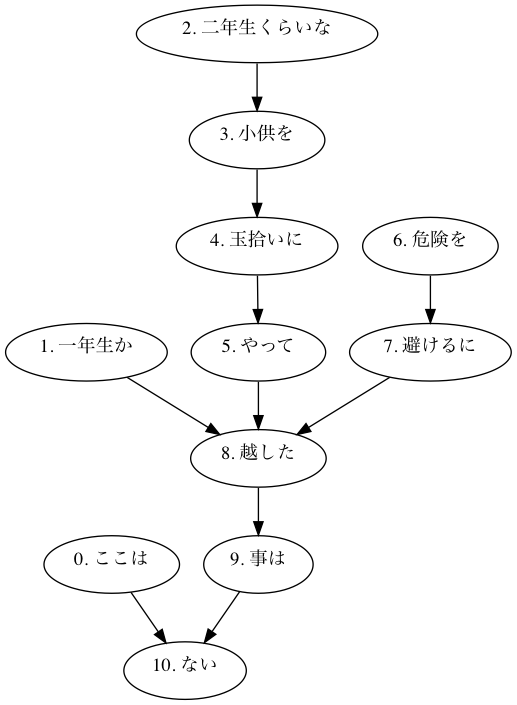 2. 二年生くらいな
3. 小供を
4. 玉拾いに
6. 危険を
1. 一年生か
5. やって
7. 避けるに
8. 越した
0. ここは
9. 事は
10. ない